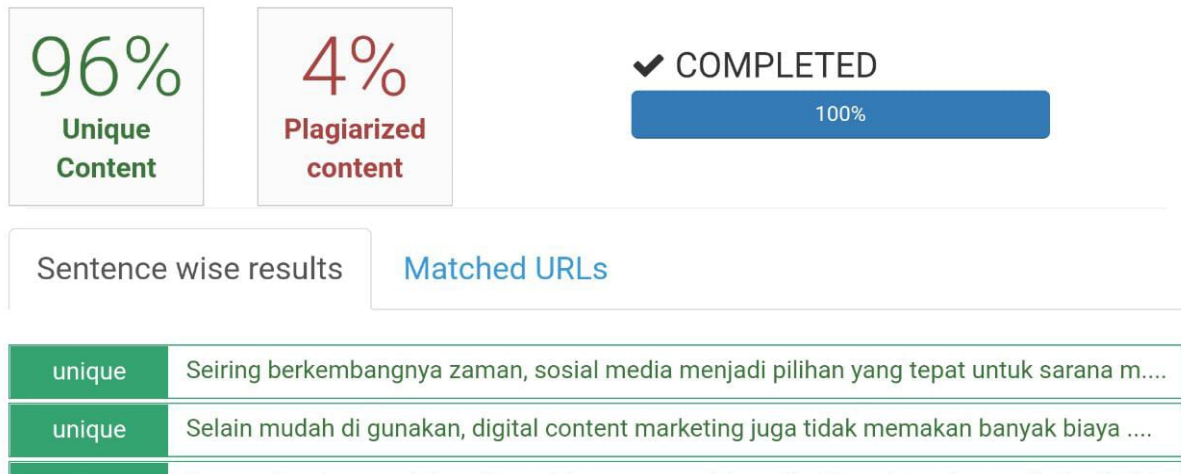 96%
Unique
Content
4%
Plagiarized
content
✔ COMPLETED
100%
Sentence wise results
Matched URLs
unique
Seiring berkembangnya zaman, sosial media menjadi pilihan yang tepat untuk sarana m....
unique
Selain mudah di gunakan, digital content marketing juga tidak memakan banyak biaya ....